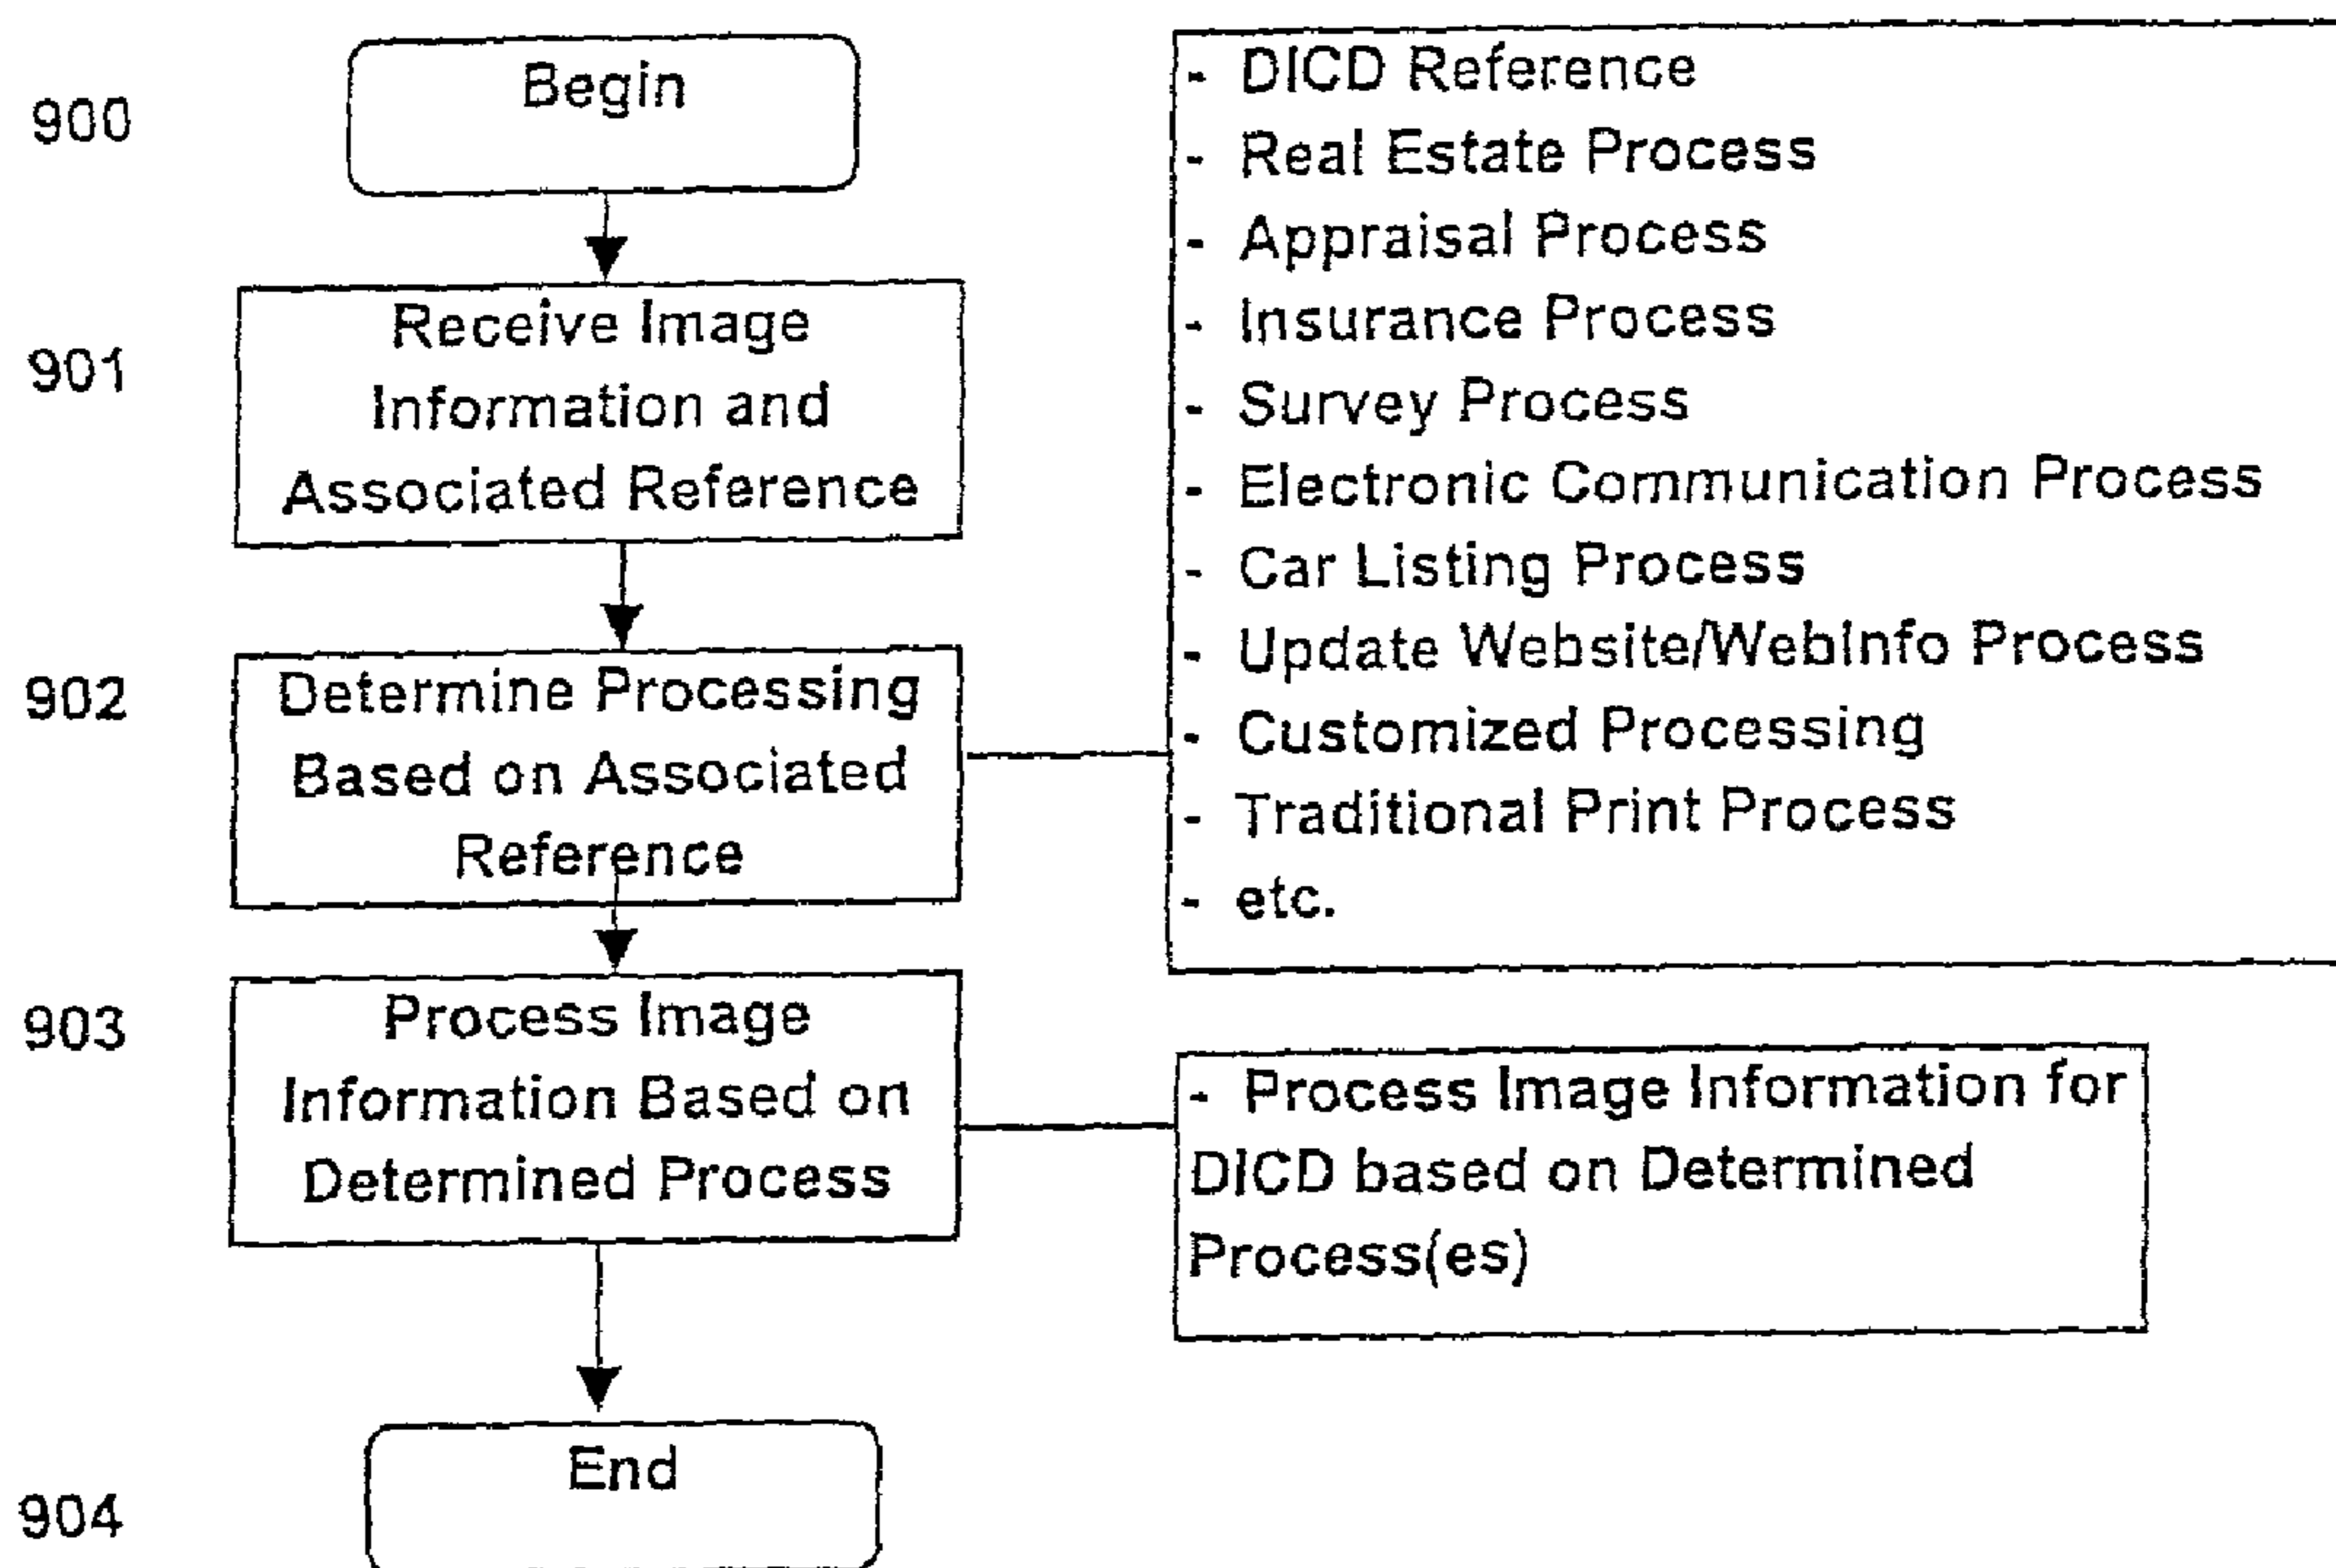 900
Begin
901
Receive Image
Information and
Associated Reference
902
Determine Processing
Based on Associated
Reference
- DICD Reference
- Real Estate Process
- Appraisal Process
- Insurance Process
- Survey Process
- Electronic Communication Process
- Car Listing Process
- Update Website/WebInfo Process
- Customized Processing
- Traditional Print Process
- etc.
903
Process Image
Information Based on
Determined Process
- Process Image Information for
DICD based on Determined
Process(es)
904
End